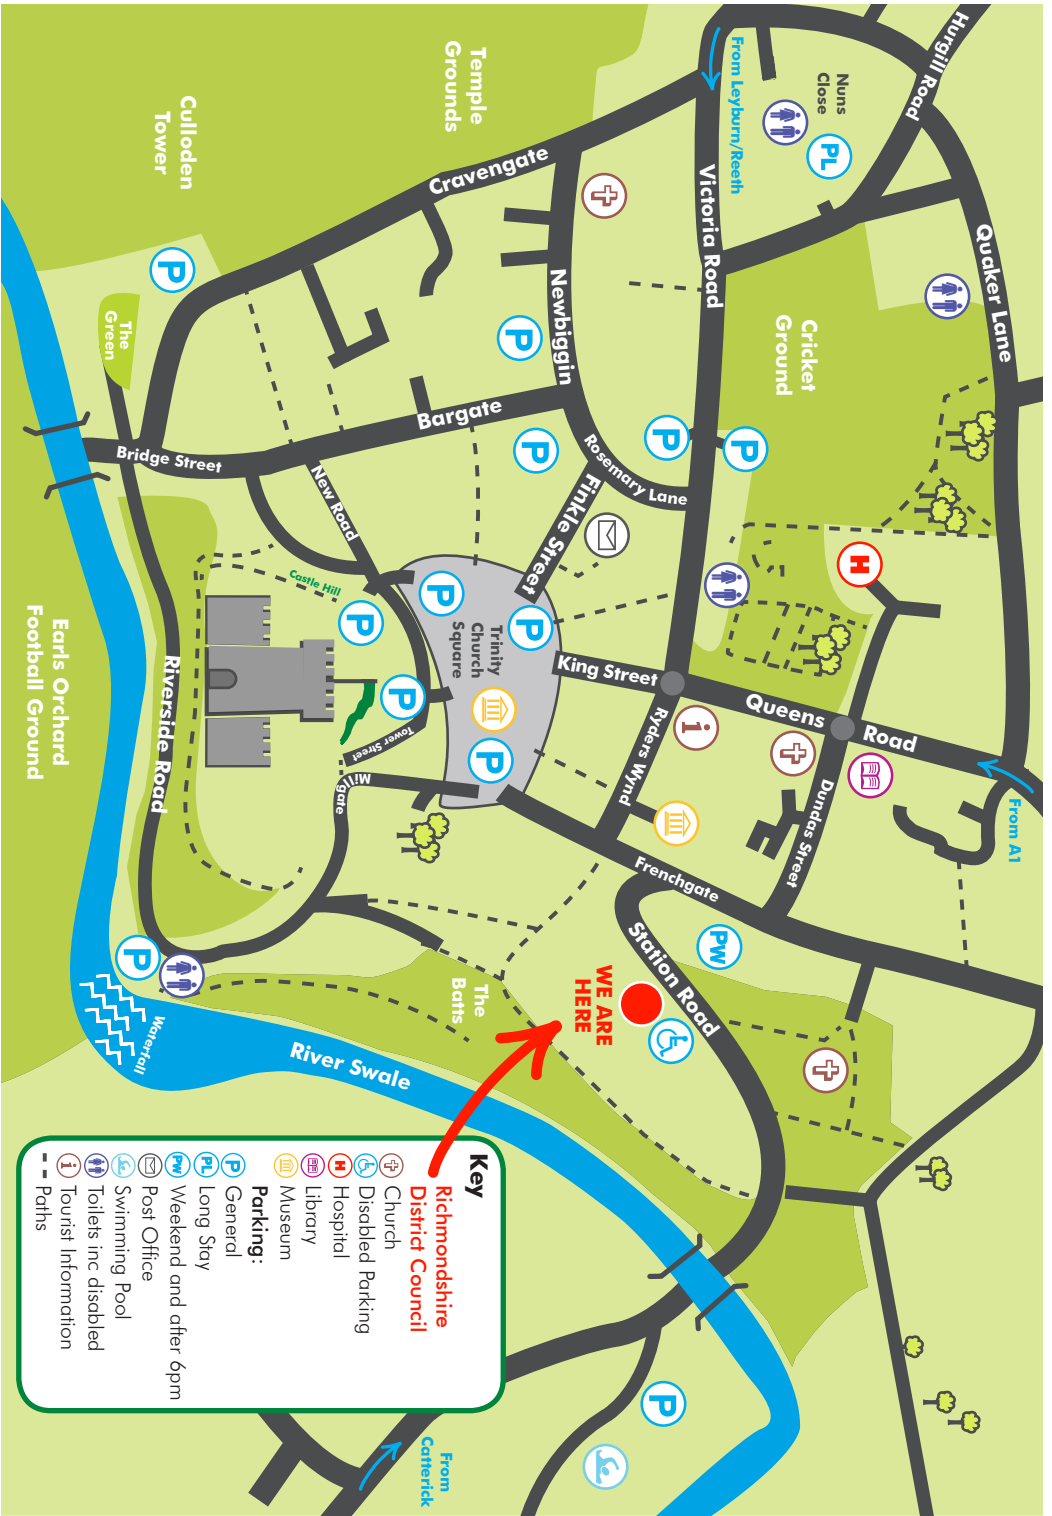 Hurgill Road
From Leyburn/Reeth
Nuns
Close
PL
Quaker Lane
Victoria Road
Cricket
Ground
Temple
Grounds
Culloden
Tower
Cravengate
Newbiggin
P
P
The
Green
P
P
P
Bargate
Bridge Street
Rosemary Lane
Finkle Street
New Road
Castle Hill
H
P
P
P
P
P
Trinity
Church
Square
King Street
Queens
Road
From A1
i
Ryders Wynd
Dundas Street
Tower Street
Millgate
Riverside Road
Earls Orchard
Football Ground
Frenchgate
Station Road
PW
P
WE ARE
HERE
The
Batts
Waterfall
River Swale
P
From
Catterick
Key
Richmondshire
District Council
Church
Disabled Parking
H Hospital
Library
Museum
Parking:
P General
PL Long Stay
PW Weekend and after 6pm
Post Office
Swimming Pool
Toilets inc disabled
i Tourist Information
Paths